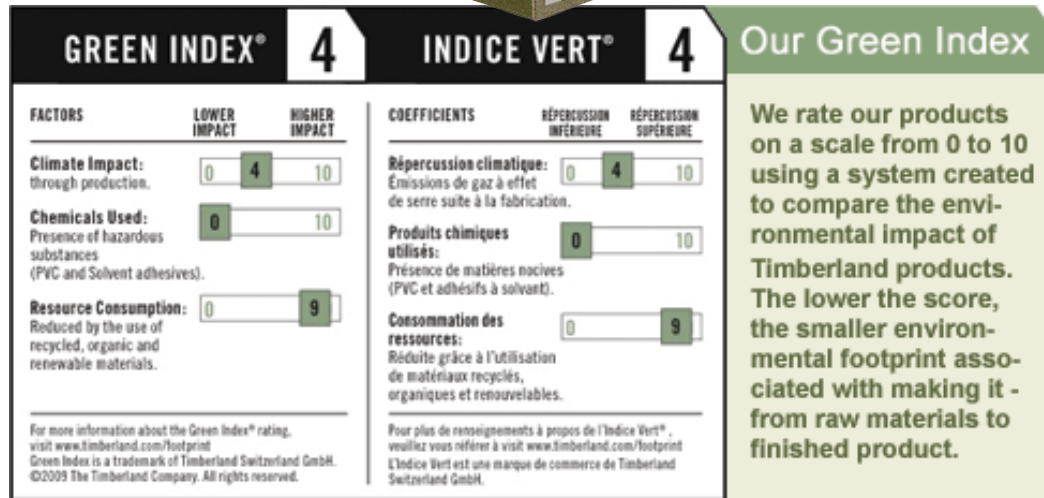 GREEN INDEX® 4
FACTORS LOWER IMPACT HIGHER IMPACT
Climate Impact:
through production.
0 4 10
Chemicals Used:
Presence of hazardous
substances
(PVC and Solvent adhesives).
0 10
Resource Consumption:
Reduced by the use of
recycled, organic and
renewable materials.
0 9
For more information about the Green Index® rating,
visit www.timberland.com/footprint
Green Index is a trademark of Timberland Switzerland GmbH.
©2009 The Timberland Company. All rights reserved.
INDICE VERT® 4
COEFFICIENTS RÉPERCUSSION INFÉRIEURE RÉPERCUSSION SUPÉRIEURE
Répercussion climatique:
Émissions de gaz à effet
de serre suite à la fabrication.
0 4 10
Produits chimiques
utilisés:
Présence de matières nocives
(PVC et adhésifs à solvant).
0 10
Consommation des
ressources:
Réduite grâce à l'utilisation
de matériaux recyclés,
organiques et renouvelables.
0 9
Pour plus de renseignements à propos de l'Indice Vert® ,
veuillez vous référer à visit www.timberland.com/footprint
L'Indice Vert est une marque de commerce de Timberland
Switzerland GmbH.
Our Green Index
We rate our products
on a scale from 0 to 10
using a system created
to compare the envi-
ronmental impact of
Timberland products.
The lower the score,
the smaller environ-
mental footprint asso-
ciated with making it -
from raw materials to
finished product.